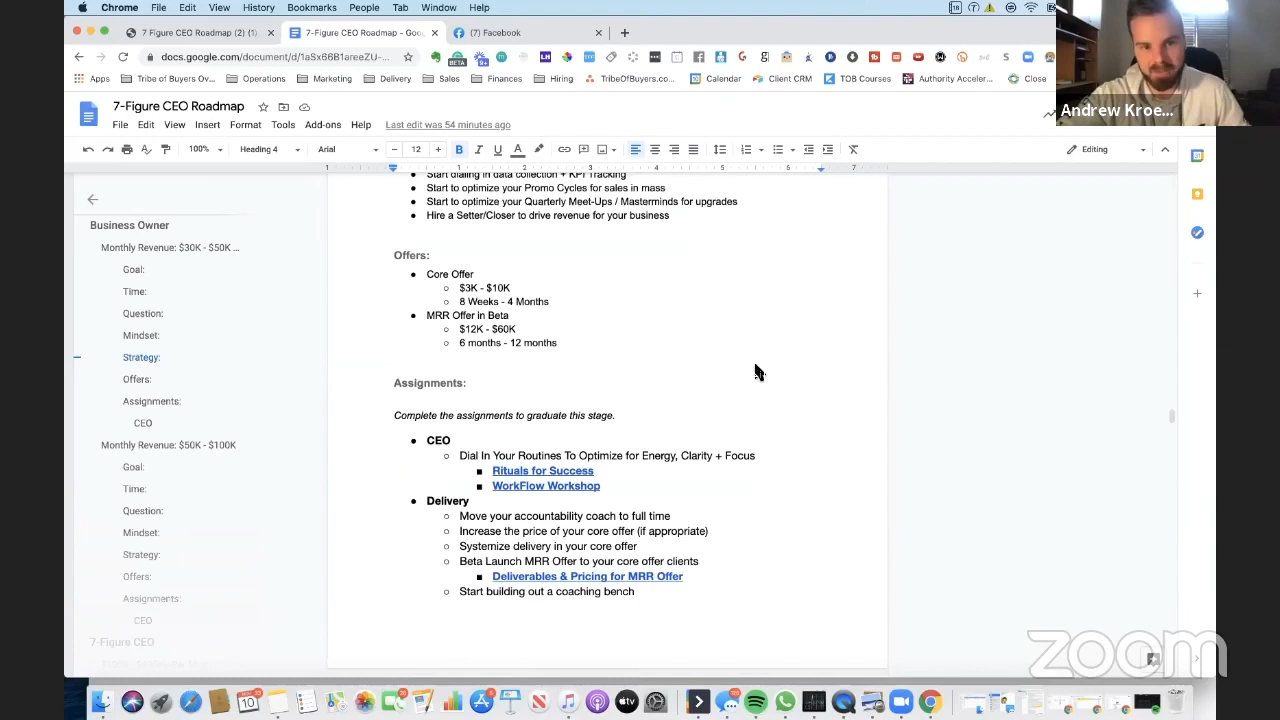 Chrome File Edit View History Bookmarks People Tab Window Help
7 Figure CEO Roadmap (2) (1)
7-Figure CEO Roadmap - Goo
(7) Facebook
docs.google.com/document/d/1aSx66B1areeZU-...
BETA
Apps
Tribe of Buyers Ov...
Operations
Marketing
Delivery
Sales
Finances
Hiring
TribeOfBuyers.co...
Calendar
Client CRM
TOB Courses
Authority Acceler...
Close
Andrew Kroe...
7-Figure CEO Roadmap
File Edit View Insert Format Tools Add-ons Help Last edit was 54 minutes ago
100% Heading 4 Arial 12 Editing
1 1 2 3 4 5 6 7
Business Owner
Monthly Revenue: $30K - $50K ...
Goal:
Time:
Question:
Mindset:
Strategy:
Offers:
Assignments:
CEO
Monthly Revenue: $50K - $100K
Goal:
Time:
Question:
Mindset:
Strategy:
Offers:
Assignments:
CEO
7-Figure CEO
Start dialing in data collection + KPI Tracking
Start to optimize your Promo Cycles for sales in mass
Start to optimize your Quarterly Meet-Ups / Masterminds for upgrades
Hire a Setter/Closer to drive revenue for your business
Offers:
Core Offer
$3K - $10K
8 Weeks - 4 Months
MRR Offer in Beta
$12K - $60K
6 months - 12 months
Assignments:
Complete the assignments to graduate this stage.
CEO
Dial In Your Routines To Optimize for Energy, Clarity + Focus
Rituals for Success
WorkFlow Workshop
Delivery
Move your accountability coach to full time
Increase the price of your core offer (if appropriate)
Systemize delivery in your core offer
Beta Launch MRR Offer to your core offer clients
Deliverables & Pricing for MRR Offer
Start building out a coaching bench
zoom
tv